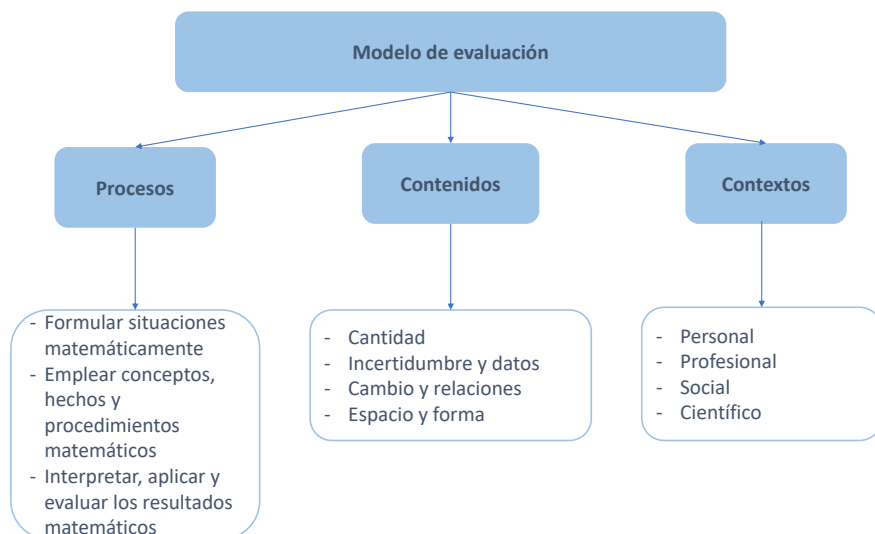 Modelo de evaluación
Procesos
Contenidos
Contextos
- Formular situaciones
matemáticamente
- Emplear conceptos,
hechos y
procedimientos
matemáticos
- Interpretar, aplicar y
evaluar los resultados
matemáticos
- Cantidad
- Incertidumbre y datos
- Cambio y relaciones
- Espacio y forma
- Personal
- Profesional
- Social
- Científico